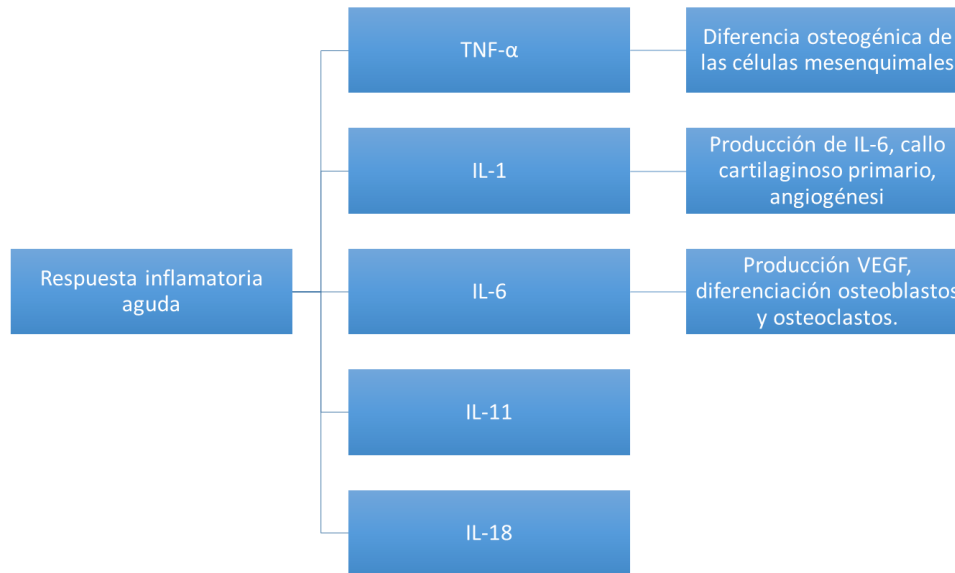 TNF-α
Diferencia osteogénica de
las células mesenquimales
IL-1
Producción de IL-6, callo
cartilaginoso primario,
angiogénesi
Respuesta inflamatoria
aguda
IL-6
Producción VEGF,
diferenciación osteoblastos
y osteoclastos.
IL-11
IL-18